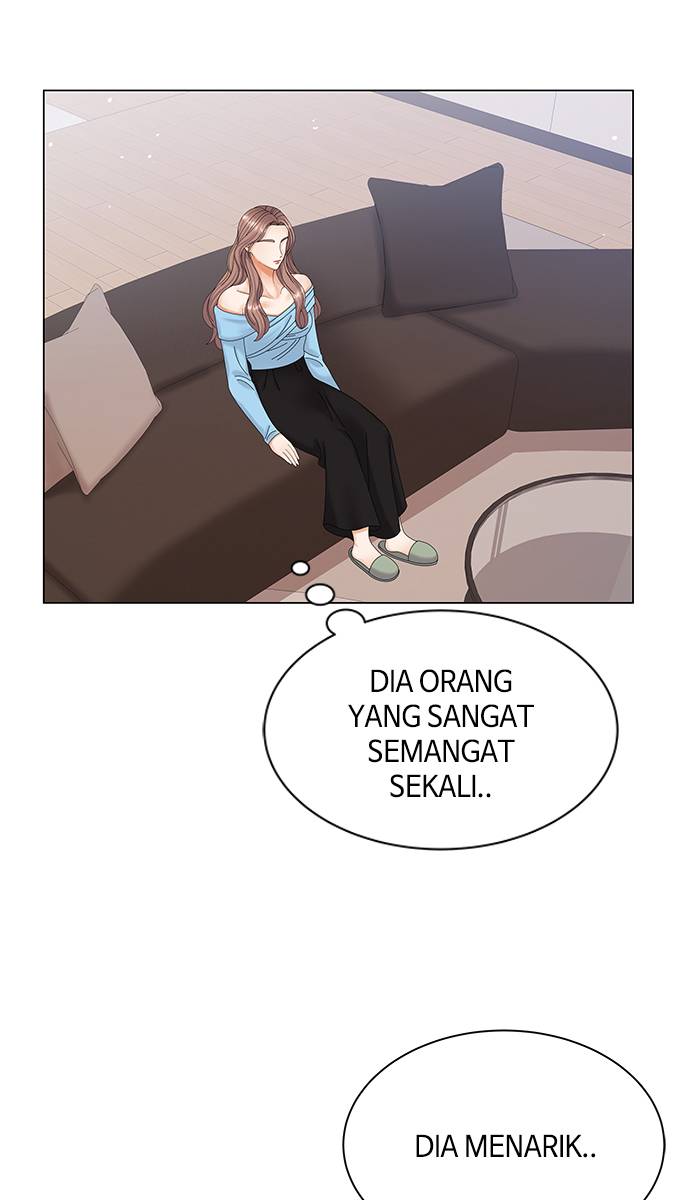 DIA ORANG
YANG SANGAT
SEMANGAT
SEKALI..
DIA MENARIK..